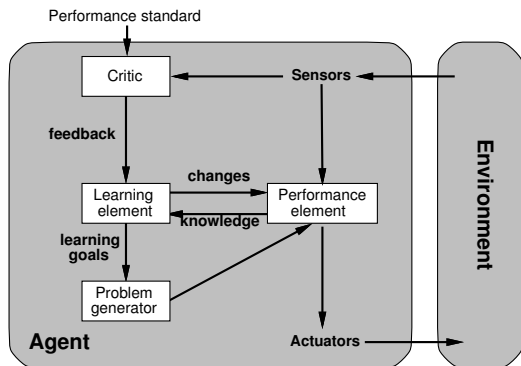 Performance standard
Critic
Sensors
feedback
changes
Learning
element
Performance
element
knowledge
learning
goals
Problem
generator
Agent
Actuators
Environment